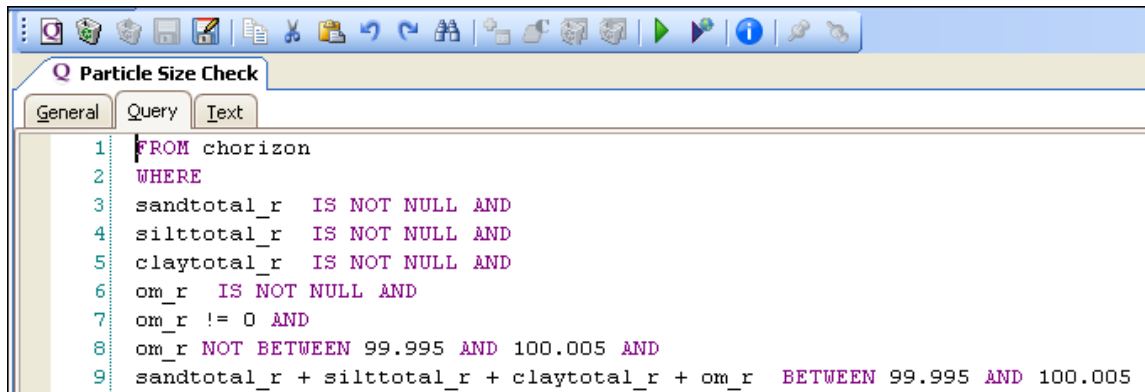 Particle Size Check
General Query Text
1 FROM chorizon
2 WHERE
3 sandtotal_r IS NOT NULL AND
4 silttotal_r IS NOT NULL AND
5 claytotal_r IS NOT NULL AND
6 om_r IS NOT NULL AND
7 om_r != 0 AND
8 om_r NOT BETWEEN 99.995 AND 100.005 AND
9 sandtotal_r + silttotal_r + claytotal_r + om_r BETWEEN 99.995 AND 100.005